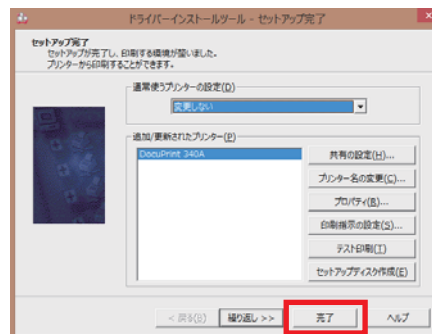 ドライバーインストールツール - セットアップ完了
セットアップ完了
セットアップが完了し、印刷する環境が整いました。
プリンターから印刷することができます。
通常使うプリンターの設定(D)
変更しない
追加/更新されたプリンター(P)
DocuPrint 340A
共有の設定(H)...
プリンター名の変更(C)...
プロパティ(R)...
印刷指示の設定(S)...
テスト印刷(T)
セットアップディスク作成(E)
< 戻る(B)
繰り返し >>
完了
ヘルプ